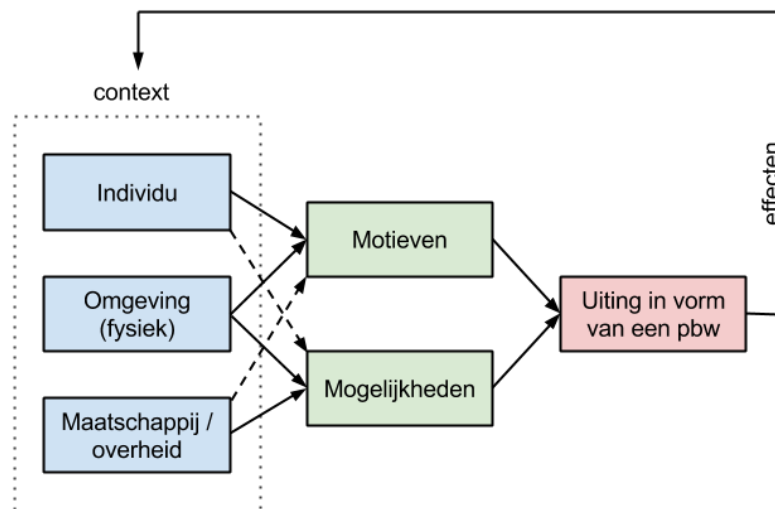 context
Individu
Omgeving
(fysiek)
Maatschappij /
overheid
Motieven
Mogelijkheden
Uiting in vorm
van een pbw
effecten